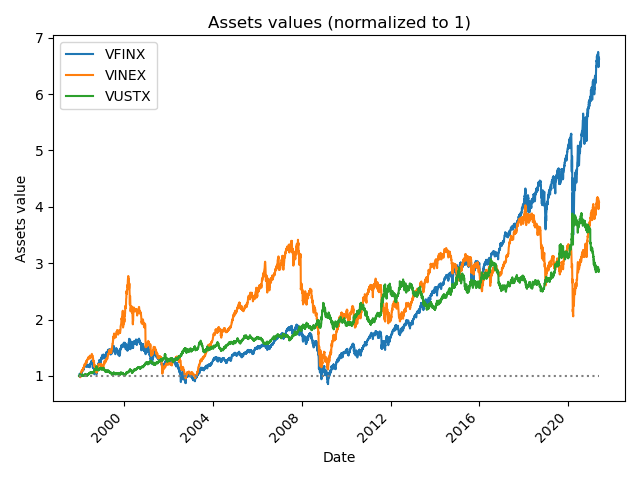 Assets values (normalized to 1)
VFINX
VINEX
VUSTX
Assets value
7
6
5
4
3
2
1
2000
2004
2008
2012
2016
2020
Date